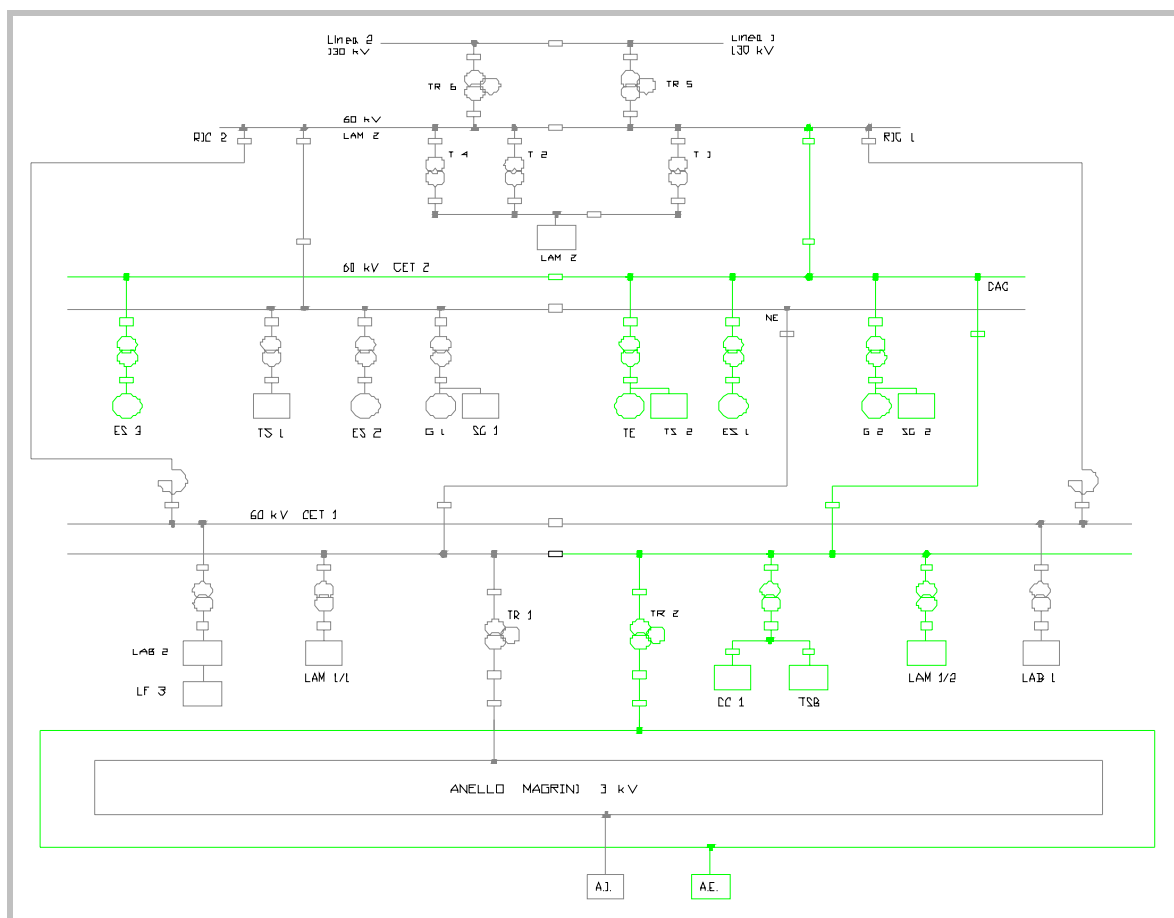 Linea 2
130 kV
Linea 1
130 kV
TR 6
TR 5
60 kV
RIC 2
LAM 2
RIC 1
T 4
T 2
T 1
LAM 2
60 kV CET 2
DAC
NE
ES 3
TS 1
ES 2
G 1
SG 1
TE
TS 2
ES 1
G 2
SG 2
60 kV CET 1
TR 1
TR 2
LAB 2
LF 3
LAM 1/1
CC 1
TSB
LAM 1/2
LAB 1
ANELLO MAGRINI 3 kV
A.I.
A.E.